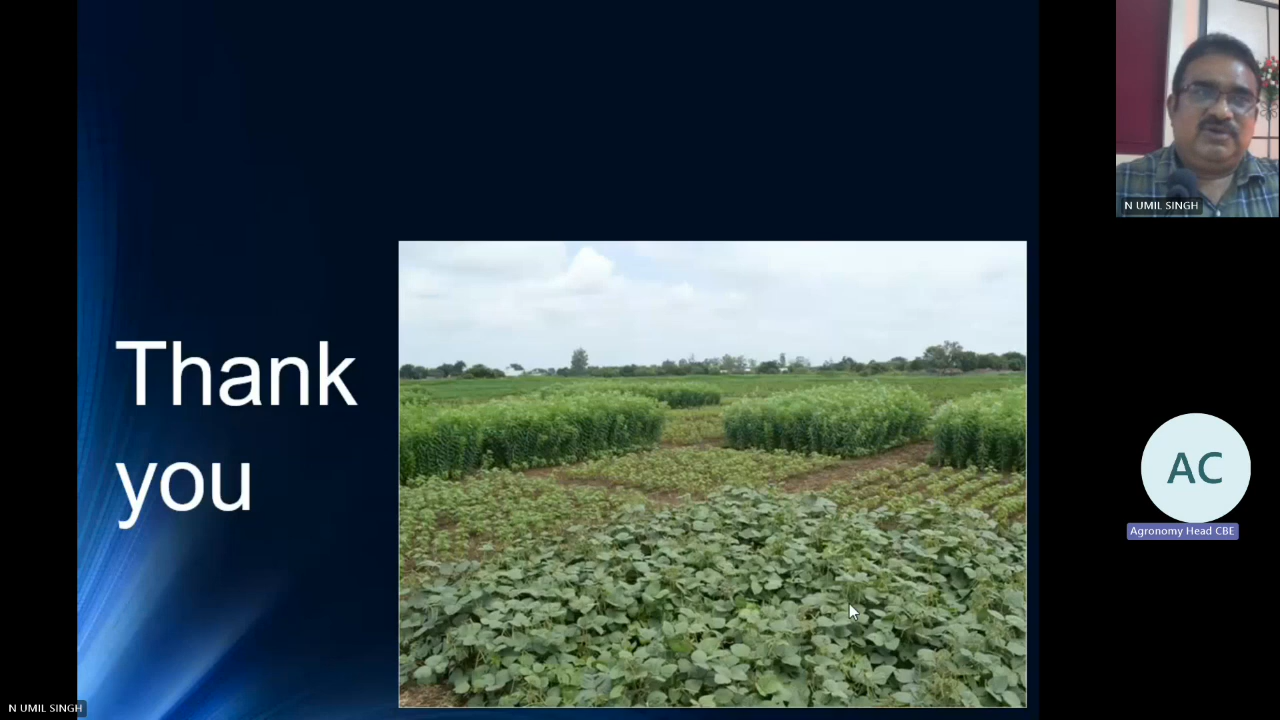 Thank
you
N UMIL SINGH
AC
Agronomy Head CBE
N UMIL SINGH